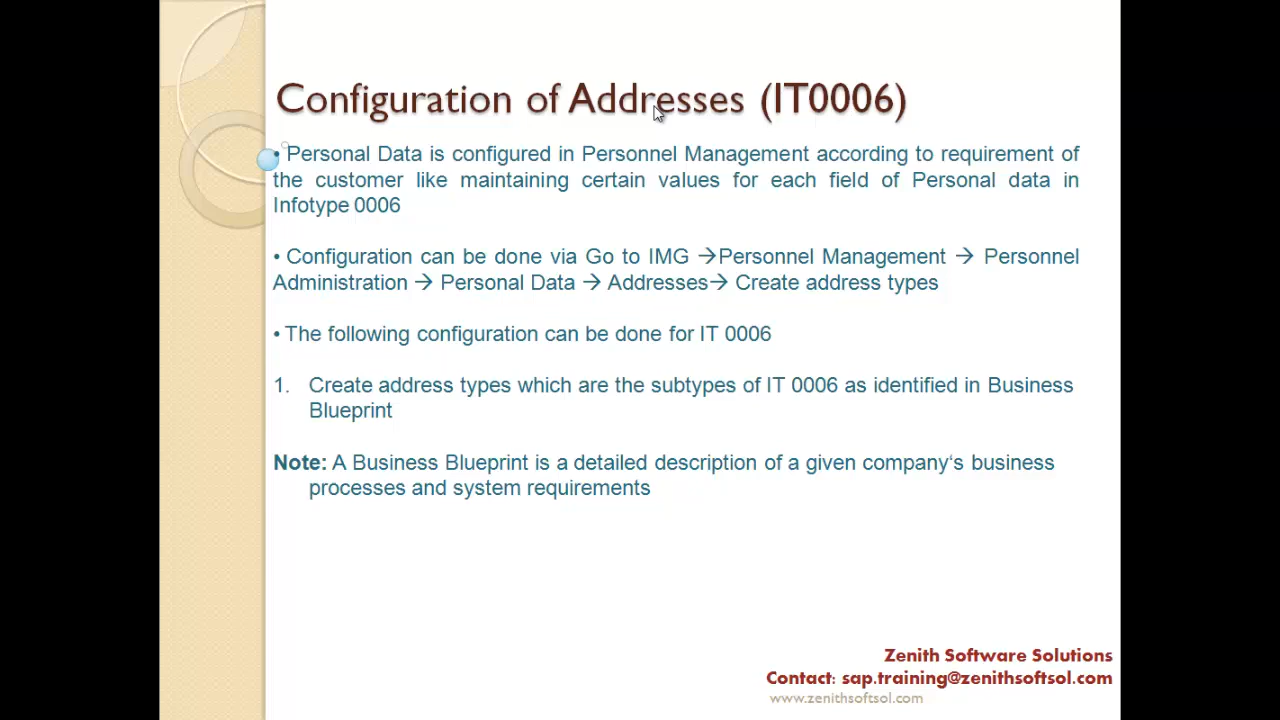 Configuration of Addresses (IT0006)
• Personal Data is configured in Personnel Management according to requirement of
the customer like maintaining certain values for each field of Personal data in
Infotype 0006
• Configuration can be done via Go to IMG →Personnel Management → Personnel
Administration → Personal Data → Addresses→ Create address types
• The following configuration can be done for IT 0006
1. Create address types which are the subtypes of IT 0006 as identified in Business
Blueprint
Note: A Business Blueprint is a detailed description of a given company‘s business
processes and system requirements
Zenith Software Solutions
Contact: sap.training@zenithsoftsol.com
www.zenithsoftsol.com